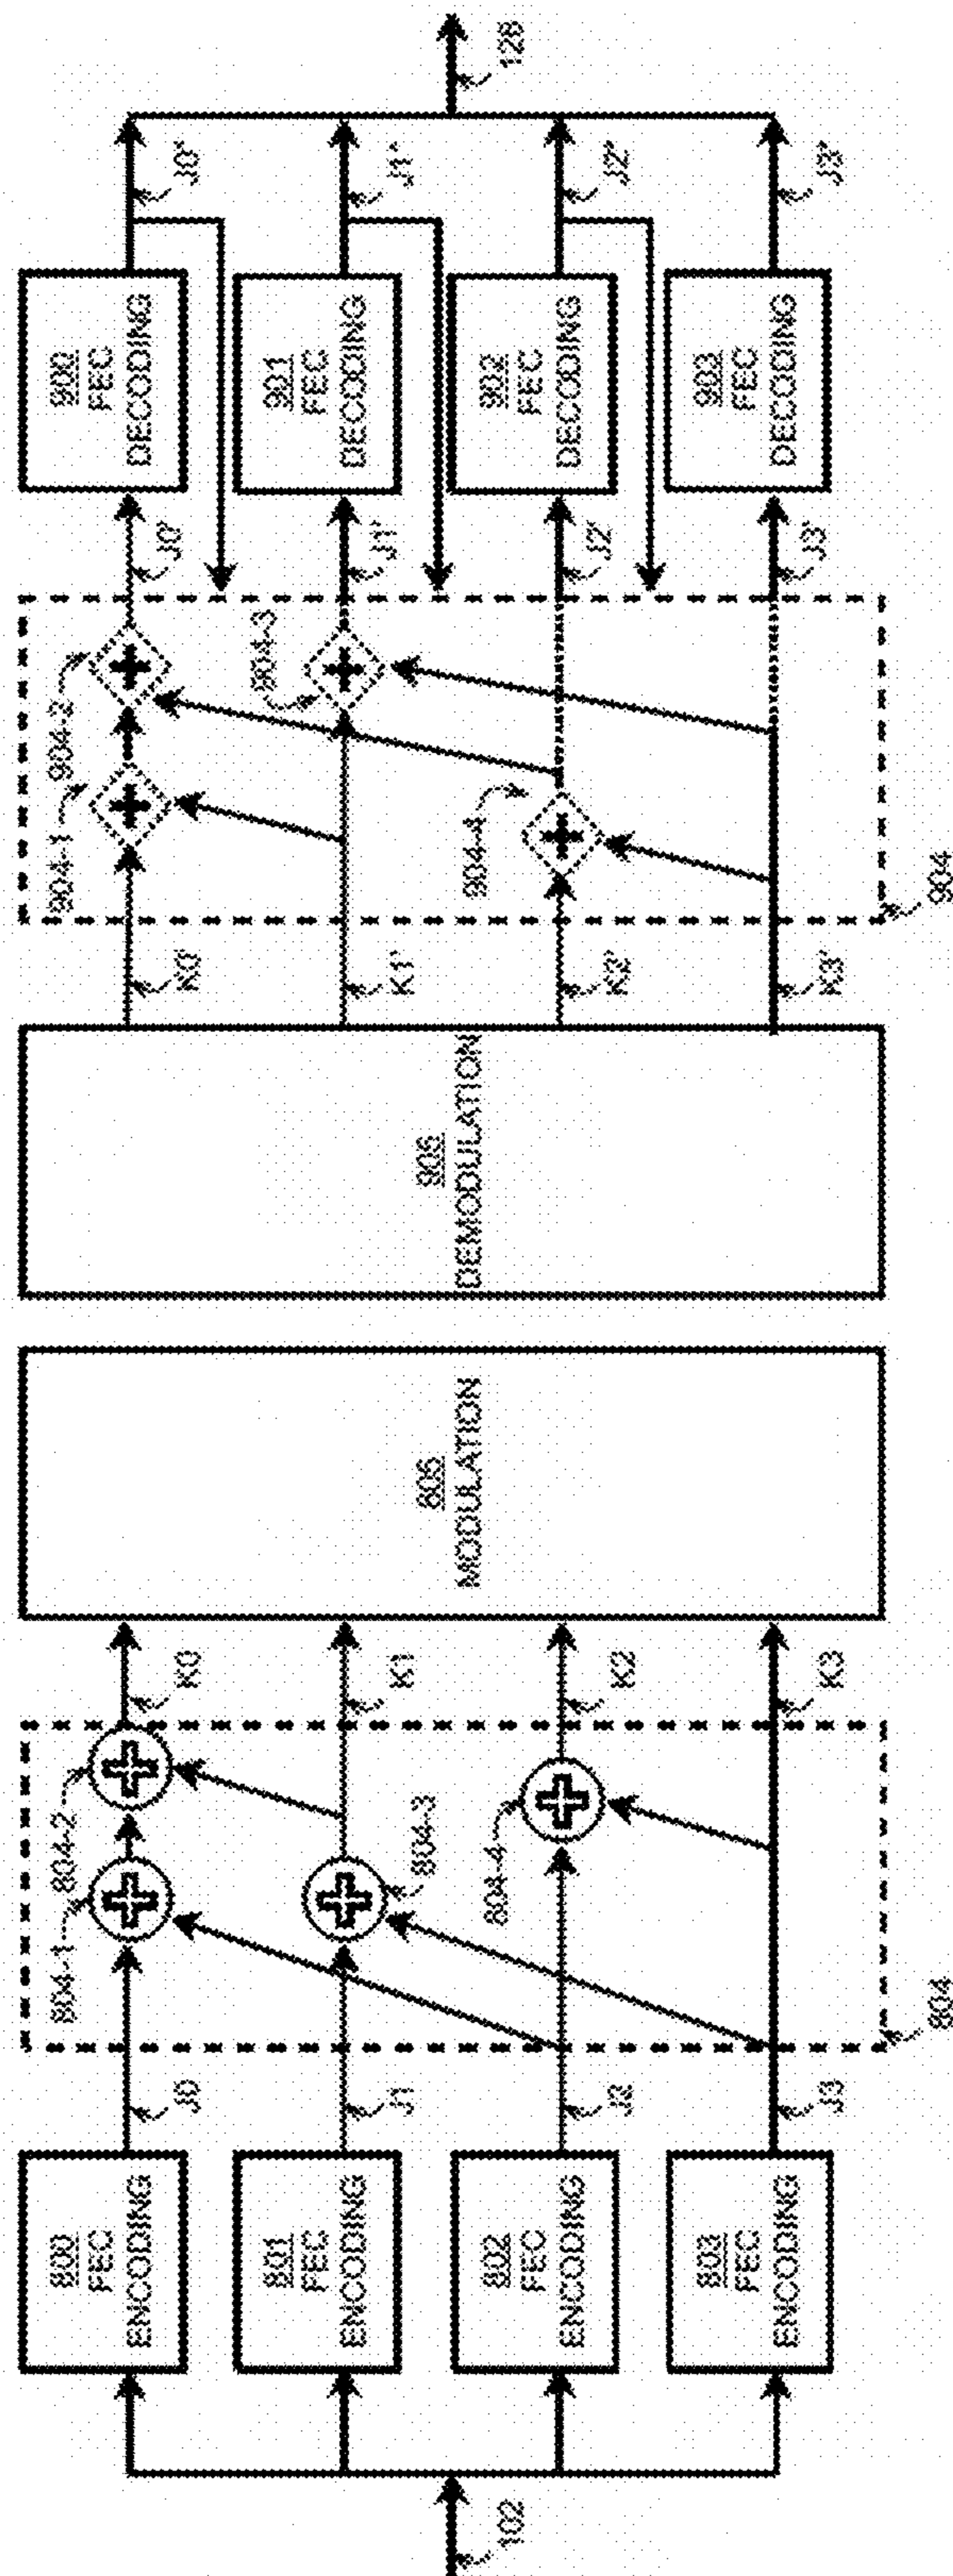 102
800
FEC
ENCODING
801
FEC
ENCODING
802
FEC
ENCODING
803
FEC
ENCODING
J0
J1
J2
J3
804-1
804-2
804-3
804-4
804
K0
K1
K2
K3
805
MODULATION
905
DEMODULATION
K0'
K1'
K2'
K3'
904-1
904-2
904-3
904-4
904
J0'
J1'
J2'
J3'
900
FEC
DECODING
901
FEC
DECODING
902
FEC
DECODING
903
FEC
DECODING
J0*
J1*
J2*
J3*
128